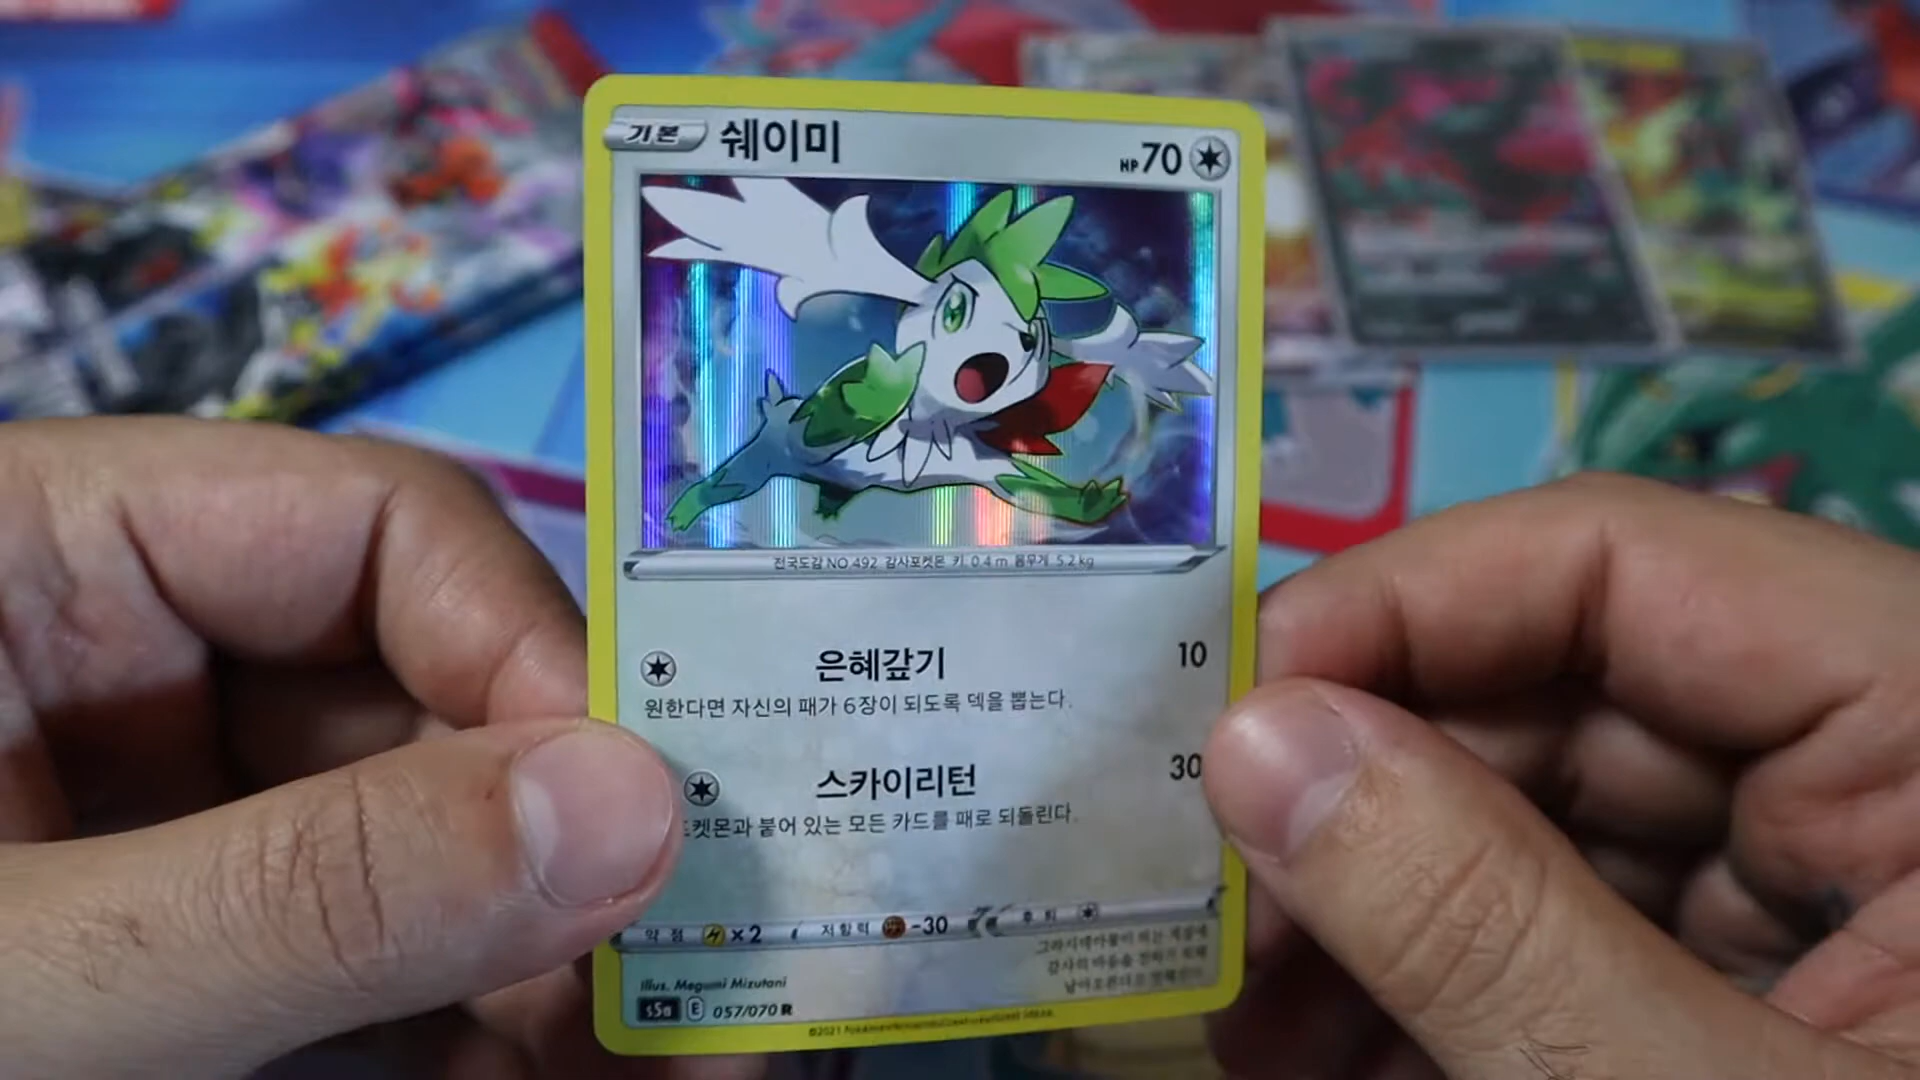 기본 쉐이미 HP70
전국도감 NO.492 감사포켓몬 키 0.4m 몸무게 5.2kg
은혜갚기 10
원한다면 자신의 패가 6장이 되도록 덱을 뽑는다.
스카이리턴 30
포켓몬과 붙어 있는 모든 카드를 패로 되돌린다.
약점 ×2 저항력 -30 후퇴
Illus. Megumi Mizutani
s5a E 057/070 R
©2021